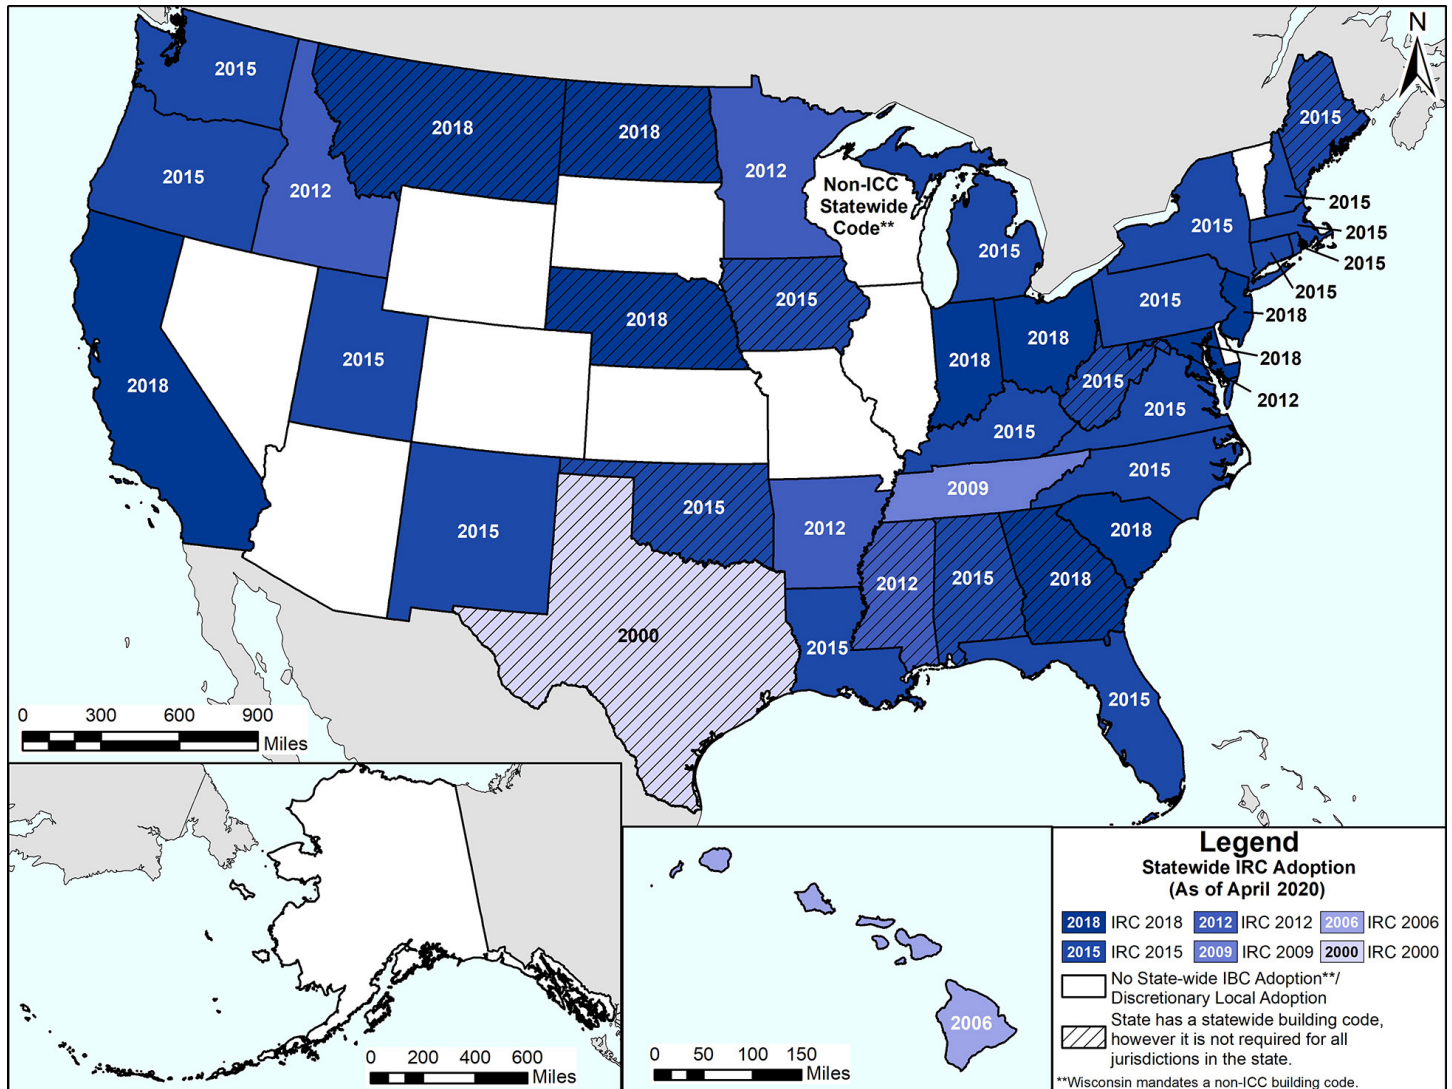 N
2015
2018
2018
2012
2015
2015
2012
Non-ICC
Statewide
Code**
2015
2015
2015
2015
2015
2015
2015
2018
2018
2012
2015
2018
2015
2018
2018
2015
2018
2015
2015
2015
2015
2009
2015
2015
2012
2018
2012
2015
2018
2000
2015
2015
0 300 600 900
Miles
0 200 400 600
Miles
2006
0 50 100 150
Miles
Legend
Statewide IRC Adoption
(As of April 2020)
2018 IRC 2018 2012 IRC 2012 2006 IRC 2006
2015 IRC 2015 2009 IRC 2009 2000 IRC 2000
No State-wide IBC Adoption**/
Discretionary Local Adoption
State has a statewide building code,
however it is not required for all
jurisdictions in the state.
**Wisconsin mandates a non-ICC building code.